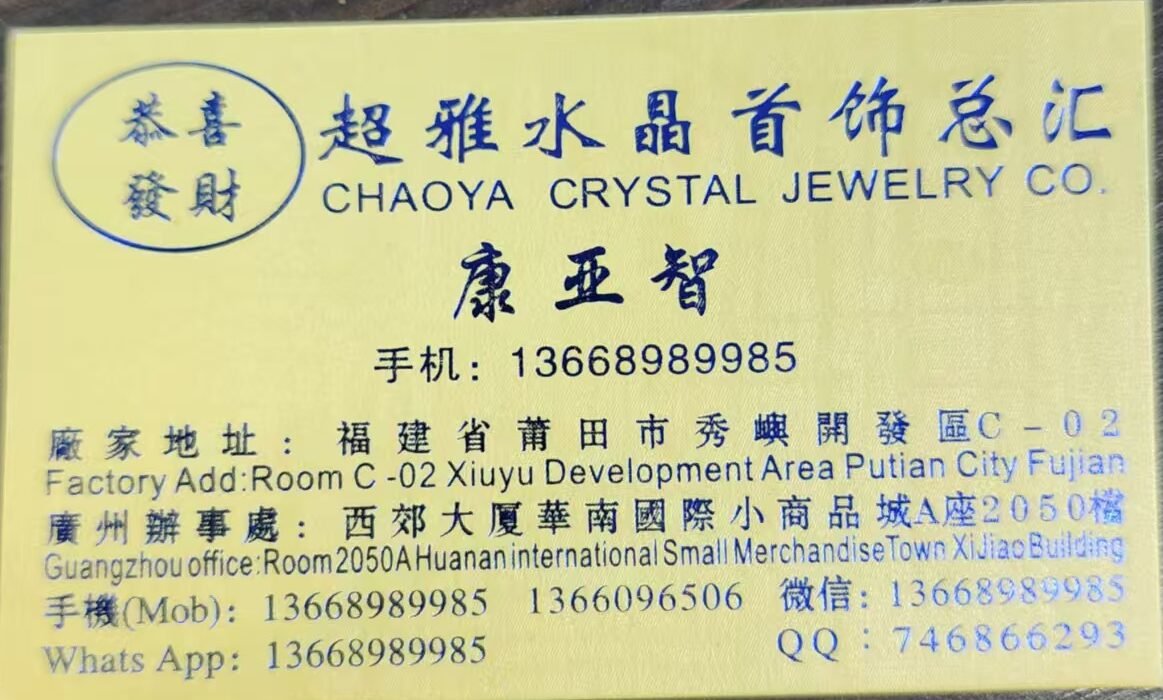 恭喜
發財
超雅水晶首饰总汇
CHAOYA CRYSTAL JEWELRY CO.
康亚智
手机：13668989985
廠家地址：福建省莆田市秀嶼開發區C-02
Factory Add:Room C -02 Xiuyu Development Area Putian City Fujian
廣州辦事處：西郊大厦華南國際小商品城A座2050檔
Guangzhou office:Room 2050A Huanan international Small Merchandise Town XiJiao Building
手機(Mob)：13668989985 1366096506 微信：13668989985
Whats App：13668989985 QQ：746866293